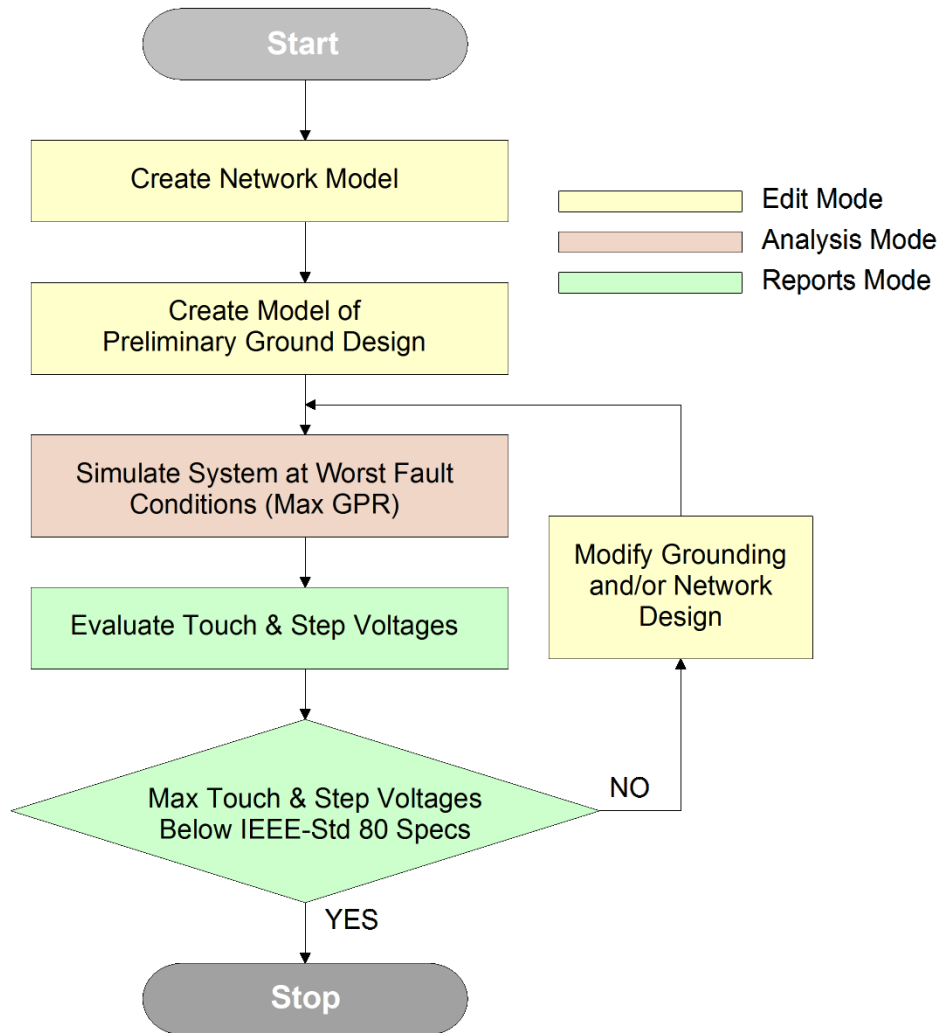 Start
Create Network Model
Edit Mode
Analysis Mode
Reports Mode
Create Model of
Preliminary Ground Design
Simulate System at Worst Fault
Conditions (Max GPR)
Modify Grounding
and/or Network
Design
Evaluate Touch & Step Voltages
Max Touch & Step Voltages
Below IEEE-Std 80 Specs
NO
YES
Stop